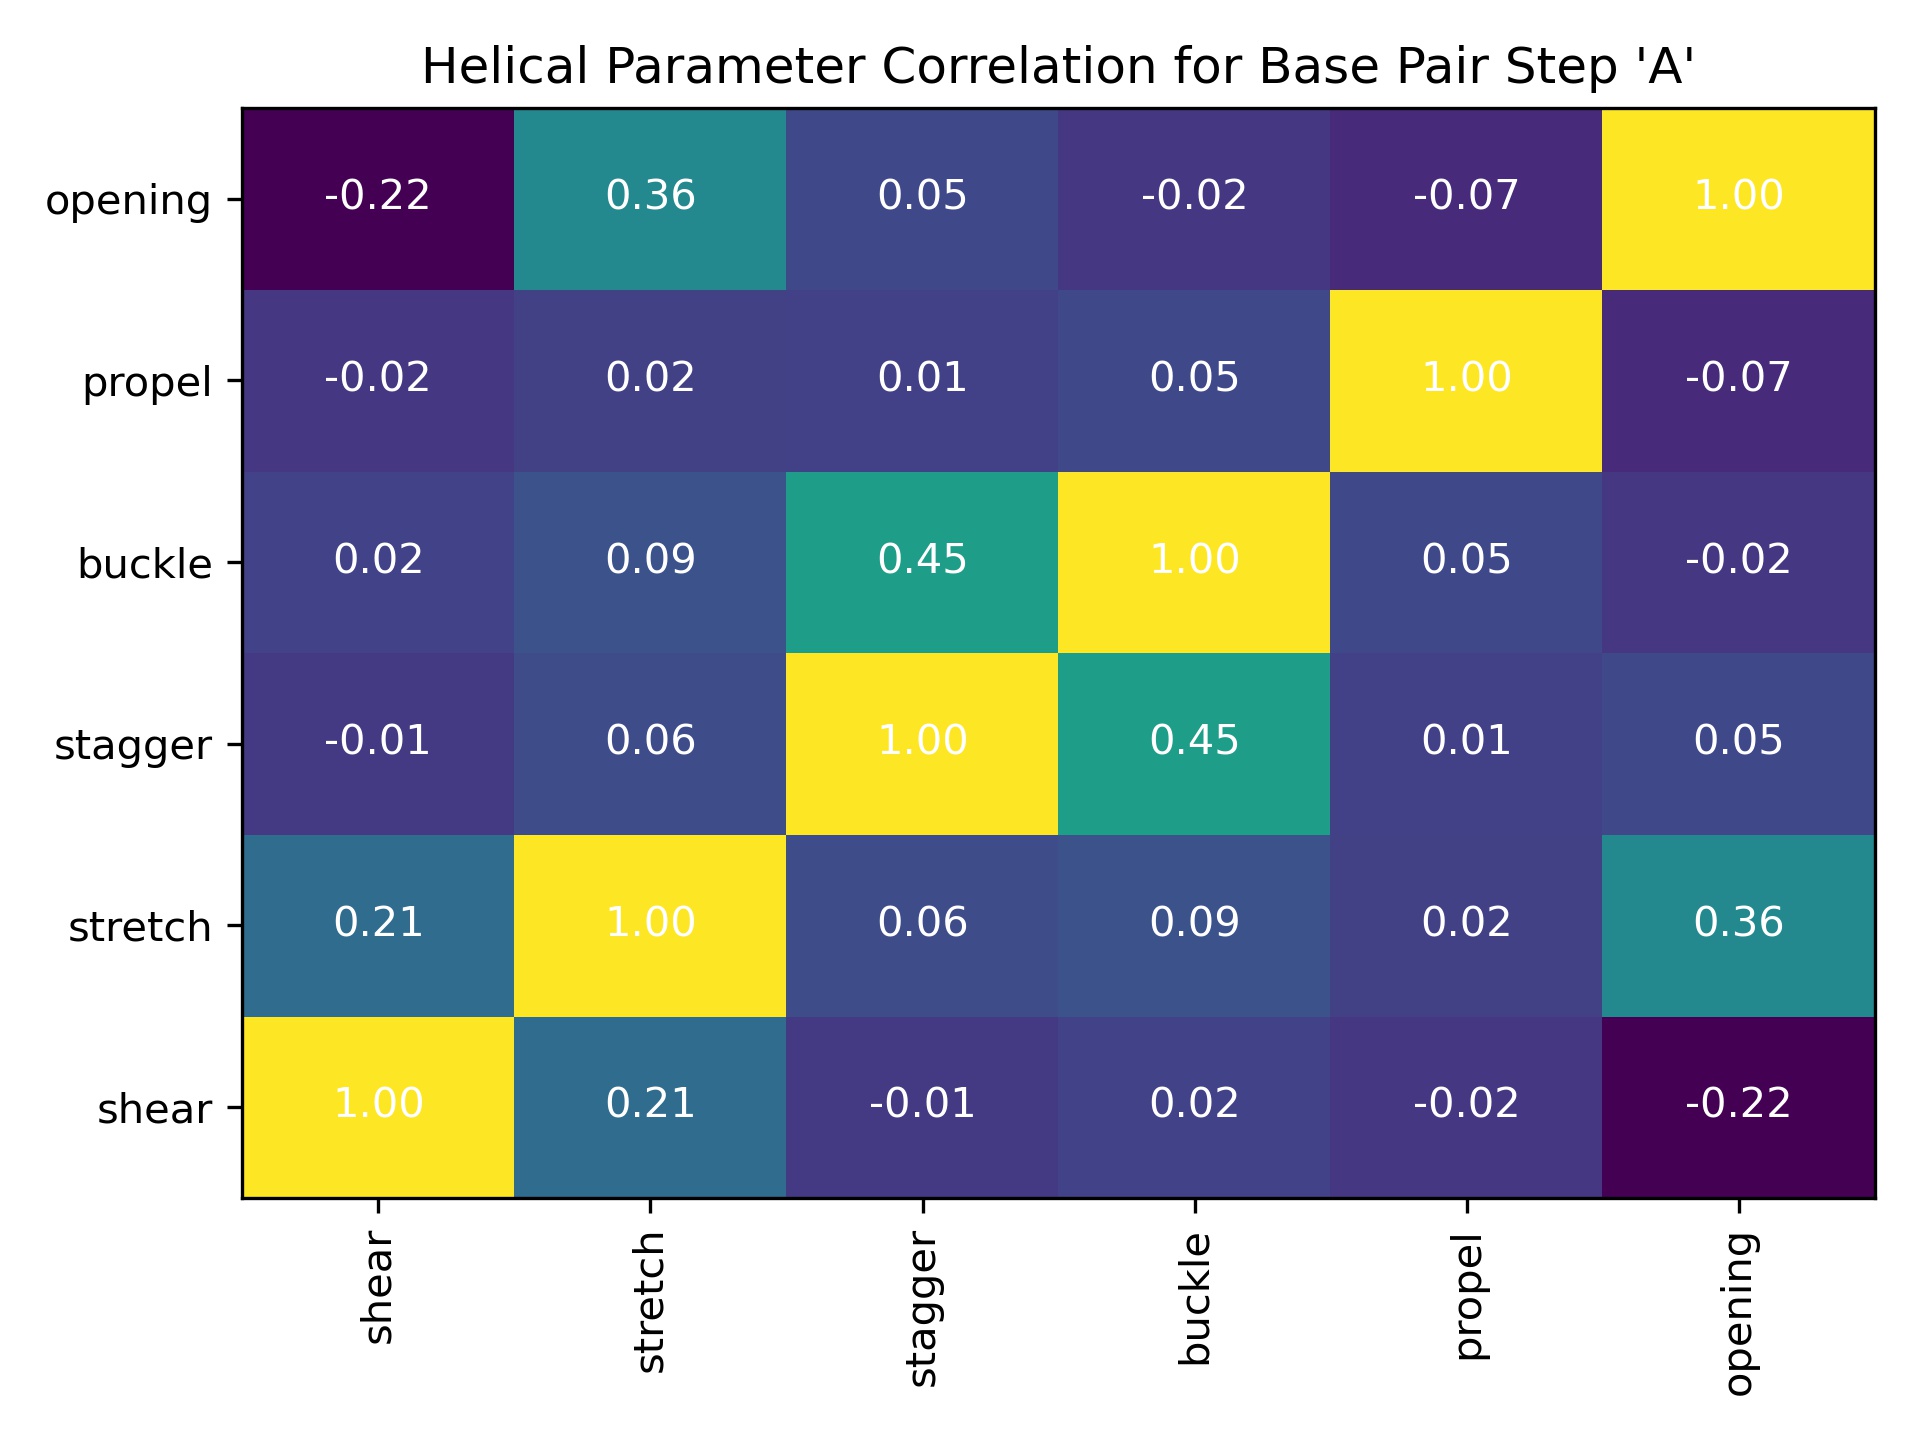 Helical Parameter Correlation for Base Pair Step 'A'
opening -0.22 0.36 0.05 -0.02 -0.07 1.00
propel -0.02 0.02 0.01 0.05 1.00 -0.07
buckle 0.02 0.09 0.45 1.00 0.05 -0.02
stagger -0.01 0.06 1.00 0.45 0.01 0.05
stretch 0.21 1.00 0.06 0.09 0.02 0.36
shear 1.00 0.21 -0.01 0.02 -0.02 -0.22
shear stretch stagger buckle propel opening